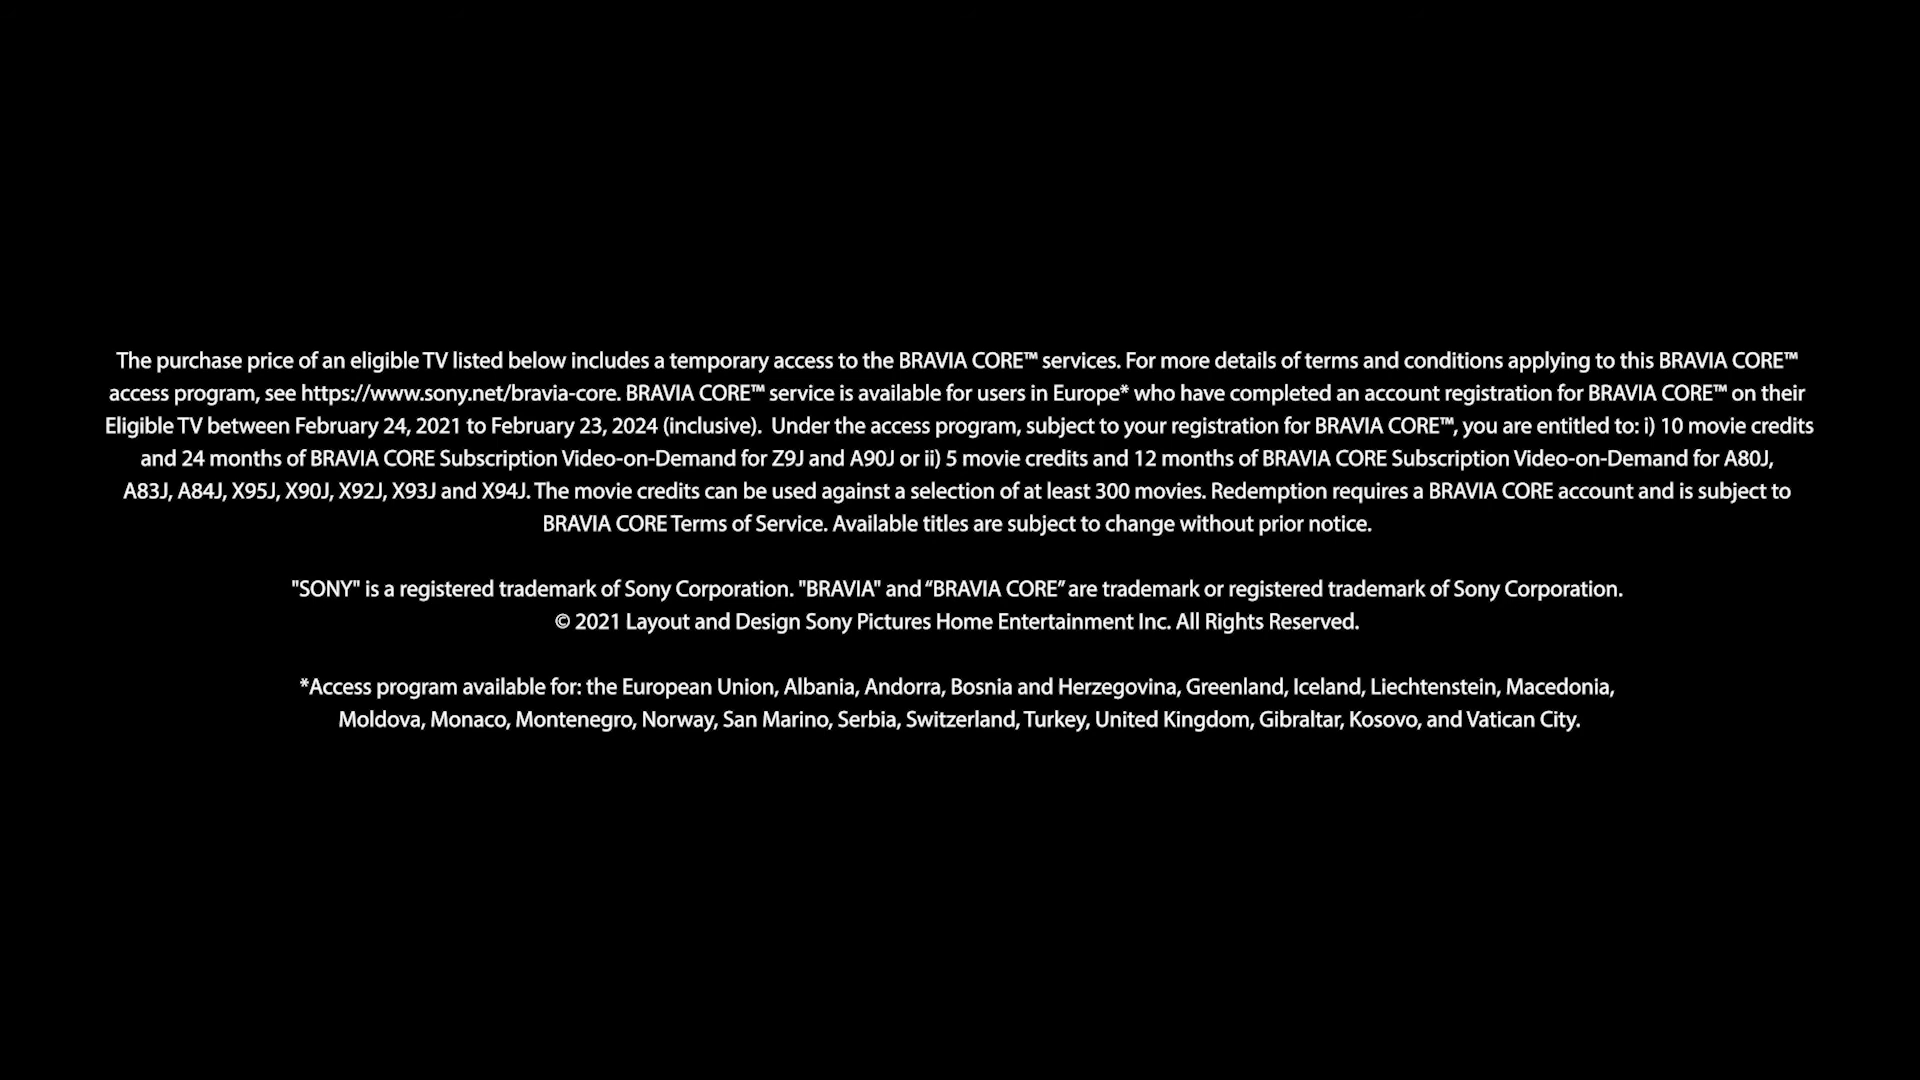 The purchase price of an eligible TV listed below includes a temporary access to the BRAVIA CORE™ services. For more details of terms and conditions applying to this BRAVIA CORE™
access program, see https://www.sony.net/bravia-core. BRAVIA CORE™ service is available for users in Europe* who have completed an account registration for BRAVIA CORE™ on their
Eligible TV between February 24, 2021 to February 23, 2024 (inclusive).  Under the access program, subject to your registration for BRAVIA CORE™, you are entitled to: i) 10 movie credits
and 24 months of BRAVIA CORE Subscription Video-on-Demand for Z9J and A90J or ii) 5 movie credits and 12 months of BRAVIA CORE Subscription Video-on-Demand for A80J,
A83J, A84J, X95J, X90J, X92J, X93J and X94J. The movie credits can be used against a selection of at least 300 movies. Redemption requires a BRAVIA CORE account and is subject to
BRAVIA CORE Terms of Service. Available titles are subject to change without prior notice.
"SONY" is a registered trademark of Sony Corporation. "BRAVIA" and “BRAVIA CORE” are trademark or registered trademark of Sony Corporation.
© 2021 Layout and Design Sony Pictures Home Entertainment Inc. All Rights Reserved.
*Access program available for: the European Union, Albania, Andorra, Bosnia and Herzegovina, Greenland, Iceland, Liechtenstein, Macedonia,
Moldova, Monaco, Montenegro, Norway, San Marino, Serbia, Switzerland, Turkey, United Kingdom, Gibraltar, Kosovo, and Vatican City.